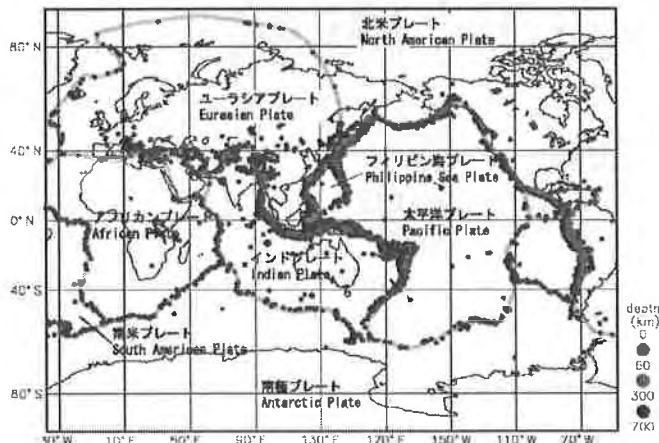 80°N
北米プレート
North American Plate
ユーラシアプレート
Eurasian Plate
40°N
フィリピン海プレート
Philippine Sea Plate
0°N
アフリカンプレート
African Plate
太平洋プレート
Pacific Plate
インドプレート
Indian Plate
40°S
南米プレート
South American Plate
南極プレート
Antarctic Plate
80°S
depth
(km)
0
60
300
700
30°W
10°E
50°E
90°E
130°E
170°E
150°W
110°W
70°W